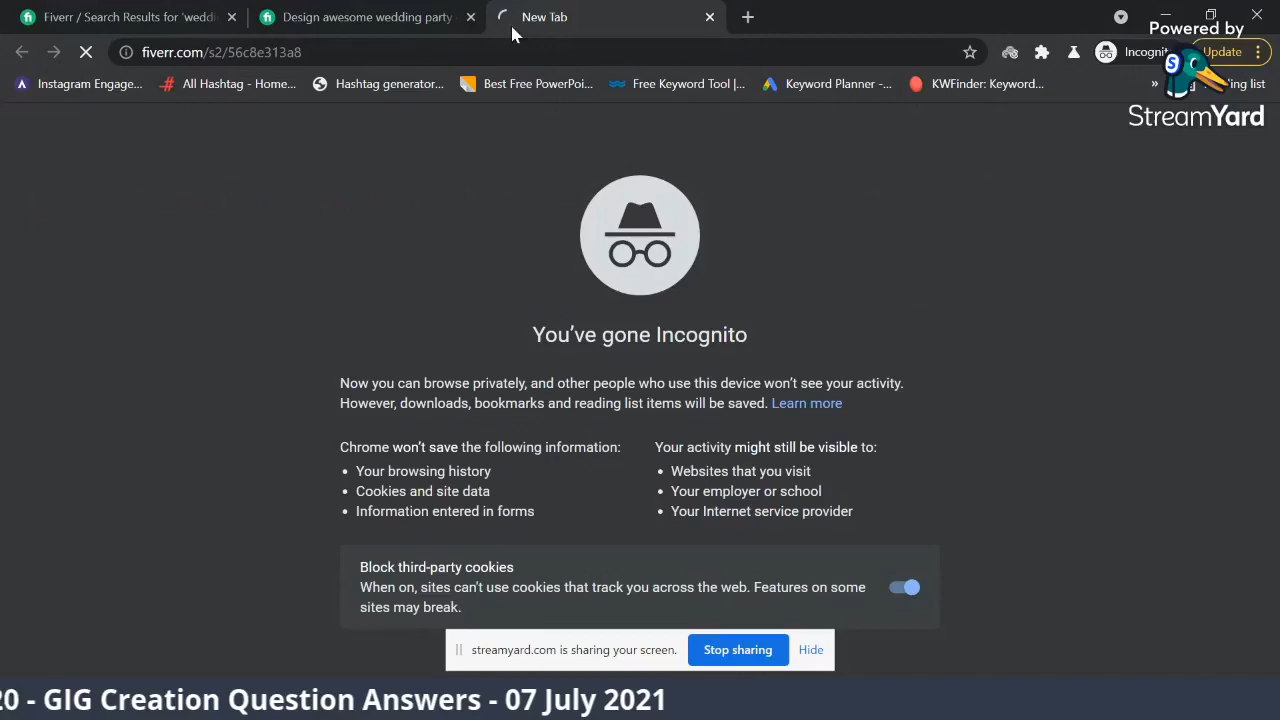 Fiverr / Search Results for 'weddi
Design awesome wedding party
New Tab
Powered by
fiverr.com/s2/56c8e313a8
Incognit
Update
Instagram Engage...
All Hashtag - Home...
Hashtag generator...
Best Free PowerPoi...
Free Keyword Tool |...
Keyword Planner -...
KWFinder: Keyword...
»
ing list
StreamYard
You've gone Incognito
Now you can browse privately, and other people who use this device won't see your activity.
However, downloads, bookmarks and reading list items will be saved. Learn more
Chrome won't save the following information:
• Your browsing history
• Cookies and site data
• Information entered in forms
Your activity might still be visible to:
• Websites that you visit
• Your employer or school
• Your Internet service provider
Block third-party cookies
When on, sites can't use cookies that track you across the web. Features on some
sites may break.
streamyard.com is sharing your screen.
Stop sharing
Hide
20 - GIG Creation Question Answers - 07 July 2021